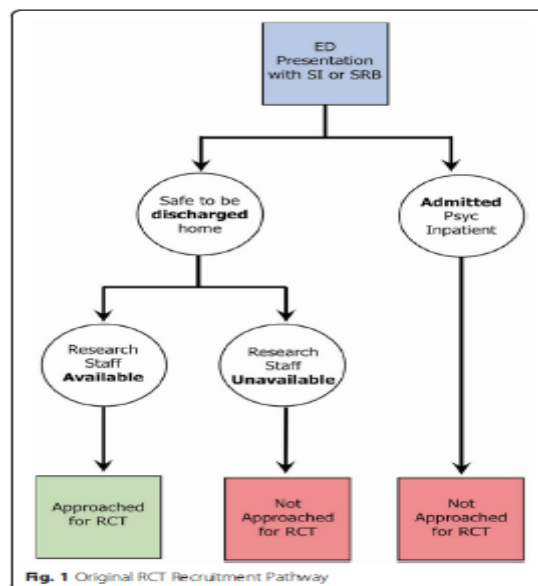 ED
Presentation
with SI or SRB
Safe to be
discharged
home
Admitted
Psyc
Inpatient
Research
Staff
Available
Research
Staff
Unavailable
Approached
for RCT
Not
Approached
for RCT
Not
Approached
for RCT
Fig. 1 Original RCT Recruitment Pathway